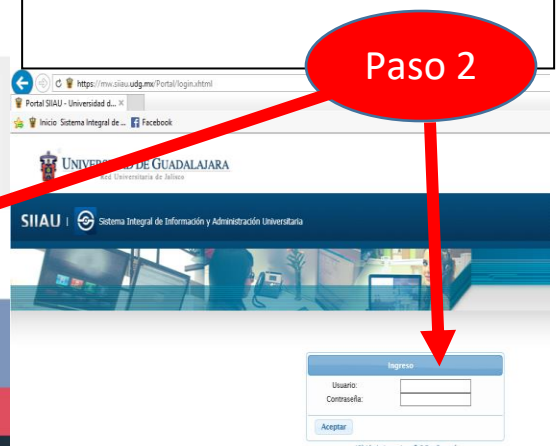 Paso 2
https://mw.siiau.udg.mx/Portal/login.xhtml
Portal SIIAU - Universidad d...
Inicio Sistema Integral de ... Facebook
UNIVERSIDAD DE GUADALAJARA
Red Universitaria de Jalisco
SIIAU | Sistema Integral de Información y Administración Universitaria
Ingreso
Usuario:
Contraseña:
Aceptar